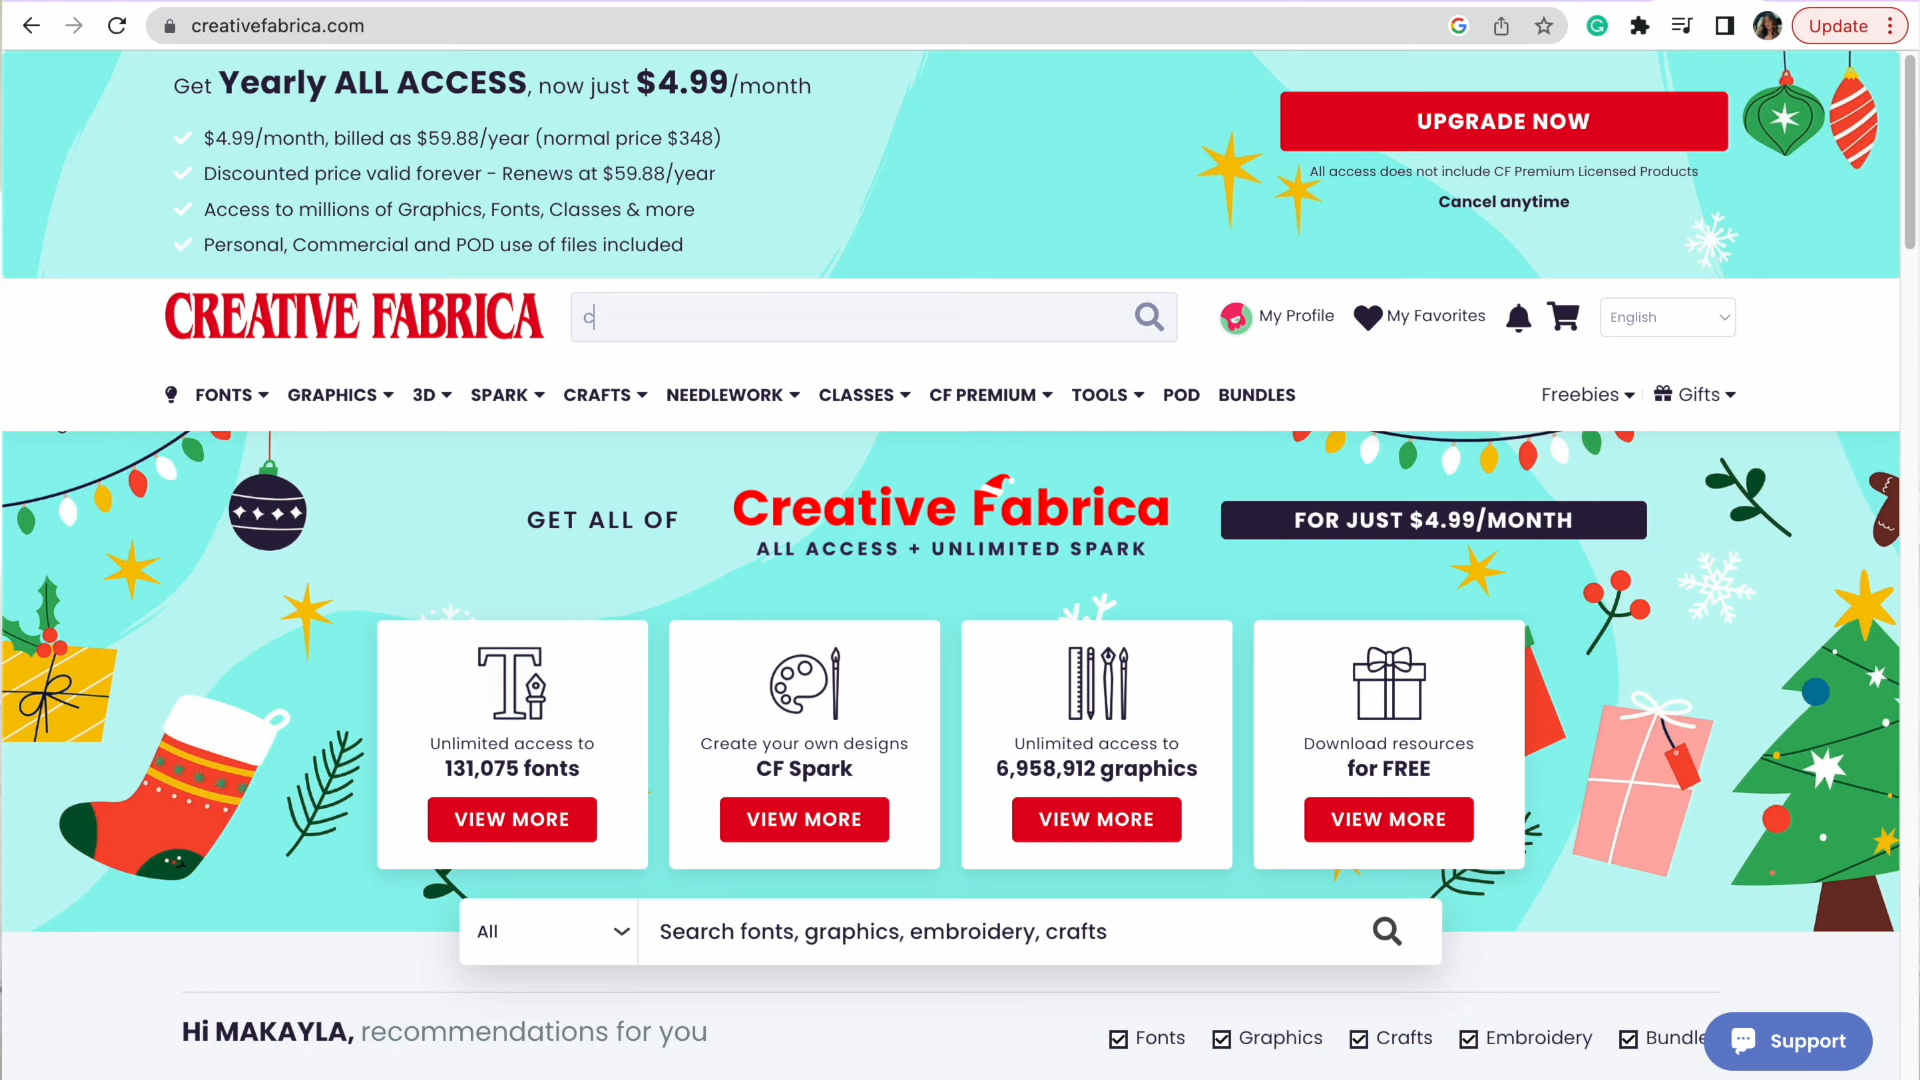 creativefabrica.com
Update
Get Yearly ALL ACCESS, now just $4.99/month
$4.99/month, billed as $59.88/year (normal price $348)
Discounted price valid forever - Renews at $59.88/year
Access to millions of Graphics, Fonts, Classes & more
Personal, Commercial and POD use of files included
UPGRADE NOW
All access does not include CF Premium Licensed Products
Cancel anytime
CREATIVE FABRICA
c
My Profile
My Favorites
English
FONTS
GRAPHICS
3D
SPARK
CRAFTS
NEEDLEWORK
CLASSES
CF PREMIUM
TOOLS
POD
BUNDLES
Freebies
Gifts
GET ALL OF
Creative Fabrica
ALL ACCESS + UNLIMITED SPARK
FOR JUST $4.99/MONTH
Unlimited access to
131,075 fonts
VIEW MORE
Create your own designs
CF Spark
VIEW MORE
Unlimited access to
6,958,912 graphics
VIEW MORE
Download resources
for FREE
VIEW MORE
All
Search fonts, graphics, embroidery, crafts
Hi MAKAYLA, recommendations for you
Fonts
Graphics
Crafts
Embroidery
Bundle
Support